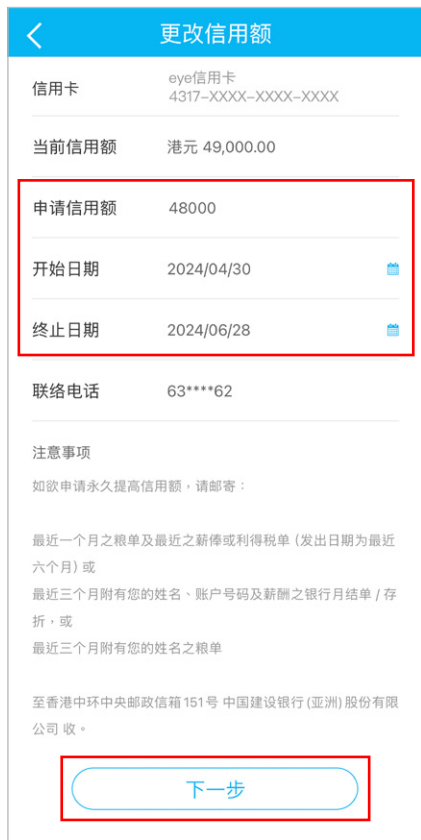 更改信用额
信用卡
eye信用卡
4317-XXXX-XXXX-XXXX
当前信用额 港元 49,000.00
申请信用额 48000
开始日期 2024/04/30
终止日期 2024/06/28
联络电话 63****62
注意事项
如欲申请永久提高信用额，请邮寄：
最近一个月之粮单及最近之薪俸或利得税单 (发出日期为最近
六个月) 或
最近三个月附有您的姓名、账户号码及薪酬之银行月结单 / 存
折，或
最近三个月附有您的姓名之粮单
至香港中环中央邮政信箱 151号 中国建设银行 (亚洲) 股份有限
公司 收。
下一步